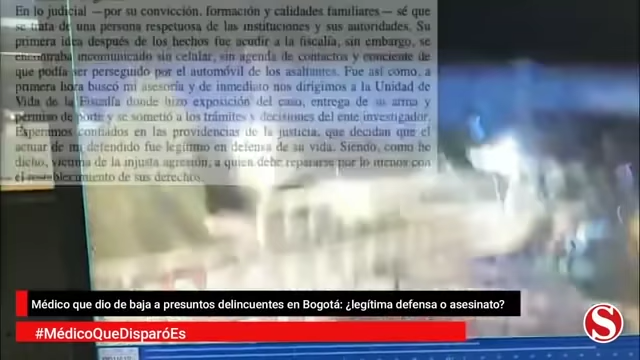 En lo judicial —por su convicción, formación y calidades familiares— sé que
se trata de una persona respetuosa de las instituciones y sus autoridades. Su
primera idea después de los hechos fue acudir a la fiscalía, sin embargo, se
encontraba incomunicado sin celular, sin agenda de contactos y conciente de
que podía ser perseguido por el automóvil de los asaltantes. Fue así como, a
primera hora buscó mi asesoría y de inmediato nos dirigimos a la Unidad de
Vida de la Fiscalía donde hizo exposición del caso, entrega de su arma y
permiso de porte y se sometió a los trámites y decisiones del ente investigador.
Esperamos confiados en las providencias de la justicia, que decidan que el
actuar de mi defendido fue legítimo en defensa de su vida. Siendo, como he
dicho, víctima de la injusta agresión, a quien debe repararse por lo menos con
el restablecimiento de sus derechos.
Médico que dio de baja a presuntos delincuentes en Bogotá: ¿legítima defensa o asesinato?
#MédicoQueDisparóEs
S